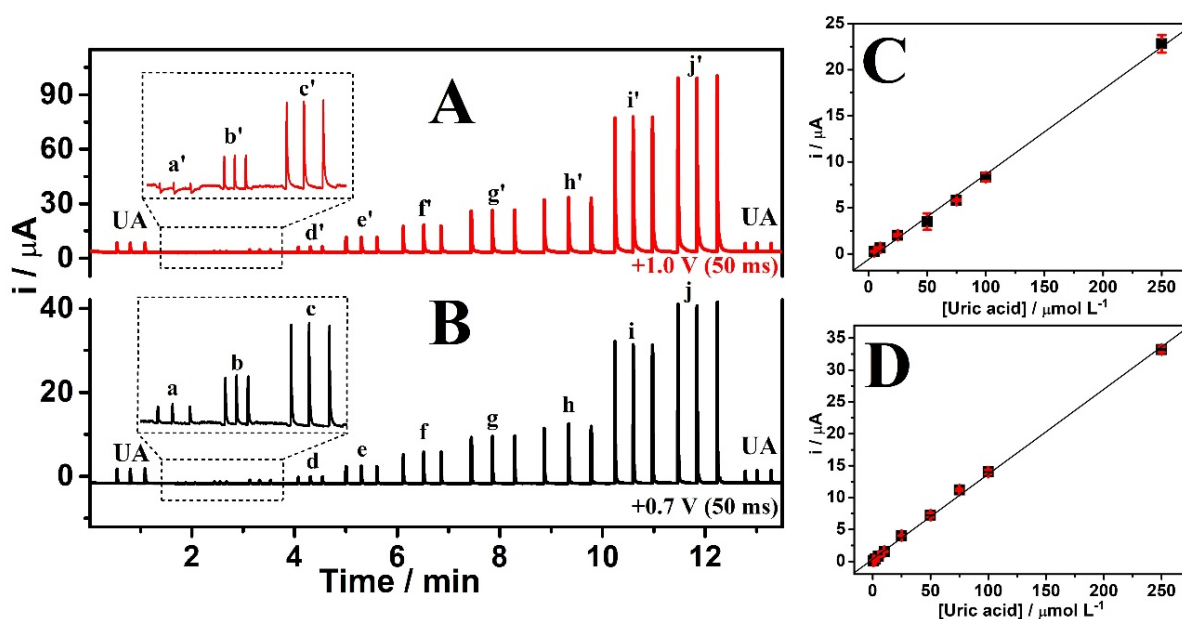 A
i / µA
90
60
30
0
UA
a'
b'
c'
d'
e'
f'
g'
h'
i'
j'
UA
+1.0 V (50 ms)
B
40
20
0
UA
a
b
c
d
e
f
g
h
i
j
UA
+0.7 V (50 ms)
2 4 6 8 10 12
Time / min
C
i / µA
25
20
15
10
5
0
0 50 100 150 200 250
[Uric acid] / µmol L⁻¹
D
i / µA
35
30
25
20
15
10
5
0
0 50 100 150 200 250
[Uric acid] / µmol L⁻¹